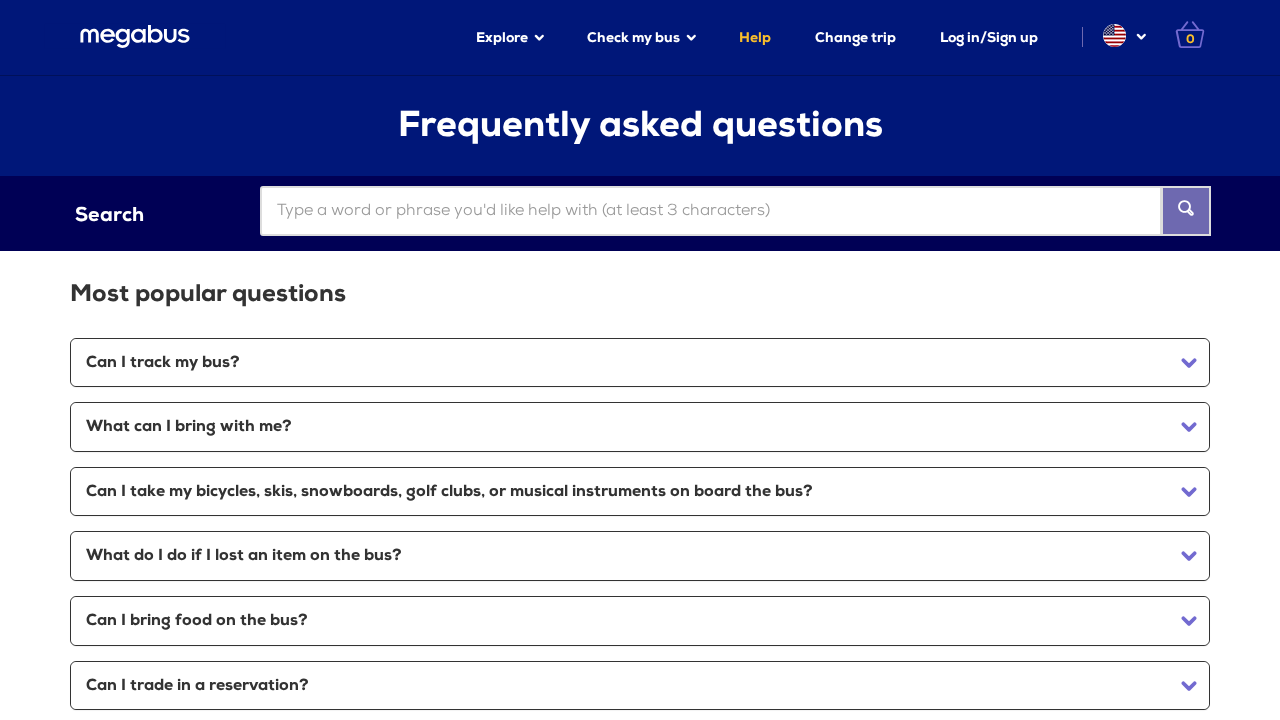 megabus
Explore
Check my bus
Help
Change trip
Log in/Sign up
0
Frequently asked questions
Search
Type a word or phrase you'd like help with (at least 3 characters)
Most popular questions
Can I track my bus?
What can I bring with me?
Can I take my bicycles, skis, snowboards, golf clubs, or musical instruments on board the bus?
What do I do if I lost an item on the bus?
Can I bring food on the bus?
Can I trade in a reservation?